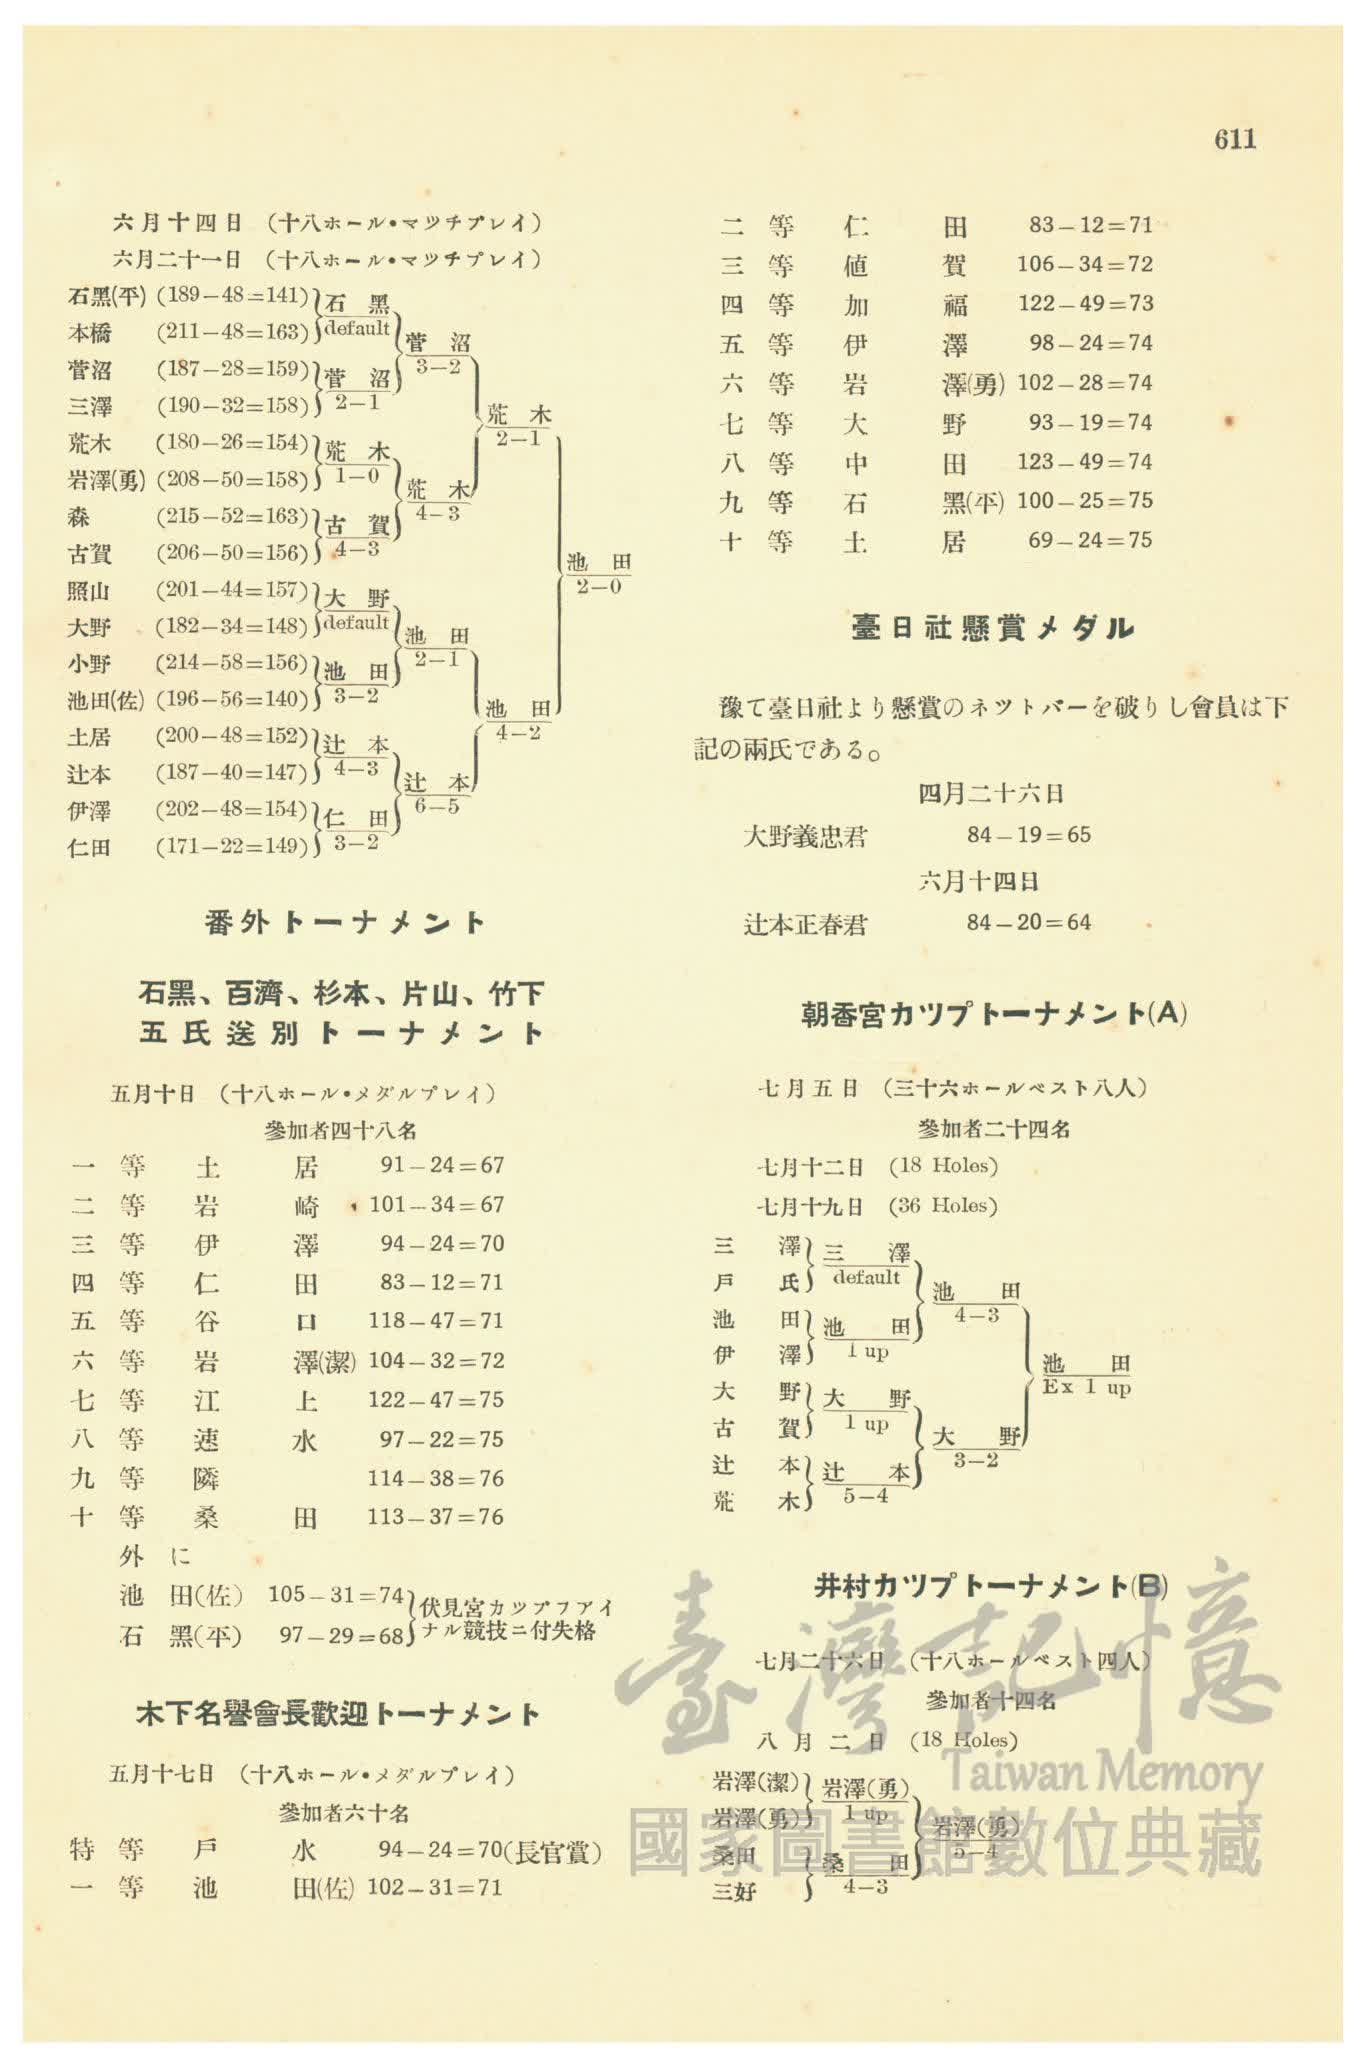 611
六月十四日 (十八ホール•マツチプレイ)
六月二十一日 (十八ホール•マツチプレイ)
石黑(平) (189—48=141)
石黑
default
本橋 (211—48=163)
菅沼
3—2
菅沼 (187—28=159)
菅沼
2—1
三澤 (190—32=158)
荒木
2—1
荒木 (180—26=154)
荒木
1—0
岩澤(勇) (208—50=158)
荒木
4—3
森 (215—52=163)
古賀
4—3
古賀 (206—50=156)
池田
2—0
照山 (201—44=157)
大野
default
大野 (182—34=148)
池田
2—1
小野 (214—58=156)
池田
3—2
池田(佐) (196—56=140)
池田
4—2
土居 (200—48=152)
辻本
4—3
辻本 (187—40=147)
辻本
6—5
伊澤 (202—48=154)
仁田
3—2
仁田 (171—22=149)
番外トーナメント
石黑、百濟、杉本、片山、竹下
五氏送別トーナメント
五月十日 (十八ホール•メダルプレイ)
參加者四十八名
一等 土居 91—24=67
二等 岩崎 101—34=67
三等 伊澤 94—24=70
四等 仁田 83—12=71
五等 谷口 118—47=71
六等 岩澤(潔) 104—32=72
七等 江上 122—47=75
八等 速水 97—22=75
九等 隣 114—38=76
十等 桑田 113—37=76
外に
池田(佐) 105—31=74
石黑(平) 97—29=68
伏見宮カツプフアイ
ナル競技ニ付失格
木下名譽會長歡迎トーナメント
五月十七日 (十八ホール•メダルプレイ)
參加者六十名
特等 戸水 94—24=70(長官賞)
一等 池田(佐) 102—31=71
二等 仁田 83—12=71
三等 値賀 106—34=72
四等 加福 122—49=73
五等 伊澤 98—24=74
六等 岩澤(勇) 102—28=74
七等 大野 93—19=74
八等 中田 123—49=74
九等 石黑(平) 100—25=75
十等 土居 69—24=75
臺日社懸賞メダル
豫て臺日社より懸賞のネツトバーを破りし會員は下
記の兩氏である。
四月二十六日
大野義忠君 84—19=65
六月十四日
辻本正春君 84—20=64
朝香宮カツプトーナメント(A)
七月五日 (三十六ホールベスト八人)
參加者二十四名
七月十二日 (18 Holes)
七月十九日 (36 Holes)
三澤
三澤
default
戸氏
池田
4—3
池田
池田
1 up
伊澤
池田
Ex 1 up
大野
大野
1 up
古賀
大野
3—2
辻本
辻本
5—4
荒木
井村カツプトーナメント(B)
七月二十六日 (十八ホールベスト四人)
參加者十四名
八月二日 (18 Holes)
岩澤(潔)
岩澤(勇)
1 up
岩澤(勇)
岩澤(勇)
5—4
桑田
桑田
4—3
三好
臺灣記憶
Taiwan Memory
國家圖書館數位典藏